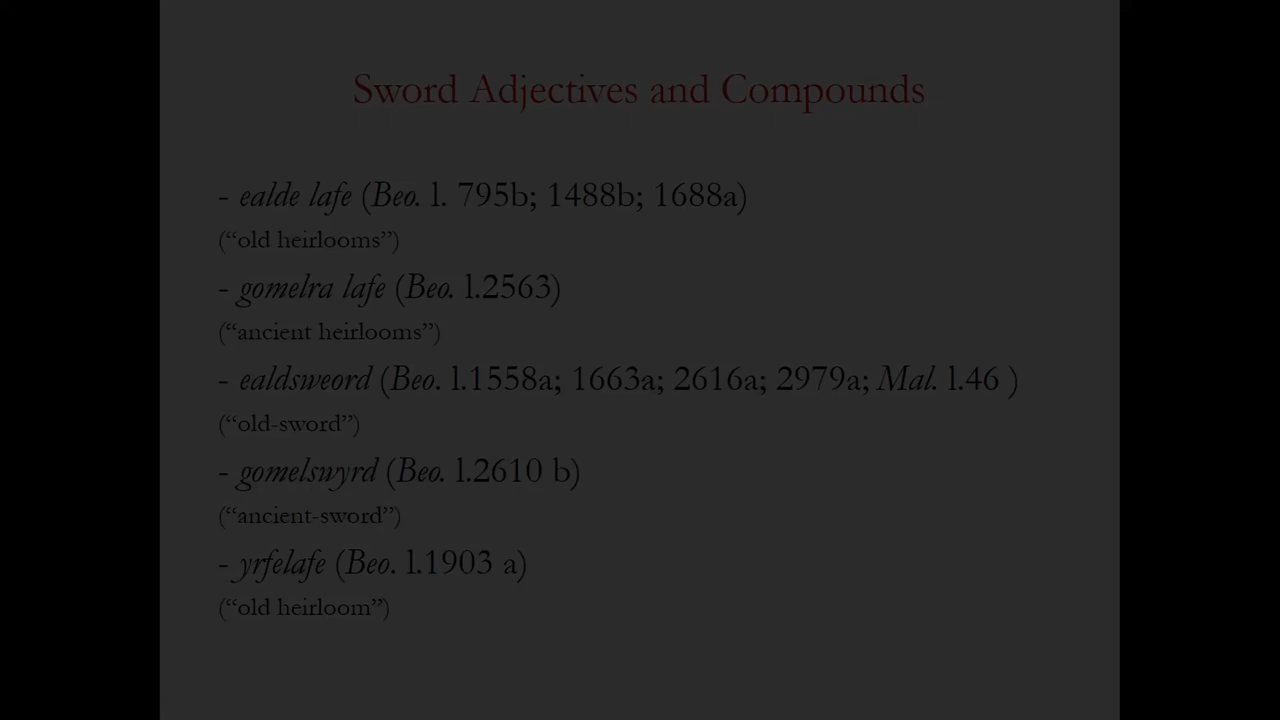 Sword Adjectives and Compounds
- ealde lafe (Beo. l. 795b; 1488b; 1688a)
(“old heirlooms”)
- gomelra lafe (Beo. l.2563)
(“ancient heirlooms”)
- ealdsweord (Beo. l.1558a; 1663a; 2616a; 2979a; Mal. l.46 )
(“old-sword”)
- gomelswyrd (Beo. l.2610 b)
(“ancient-sword”)
- yrfelafe (Beo. l.1903 a)
(“old heirloom”)